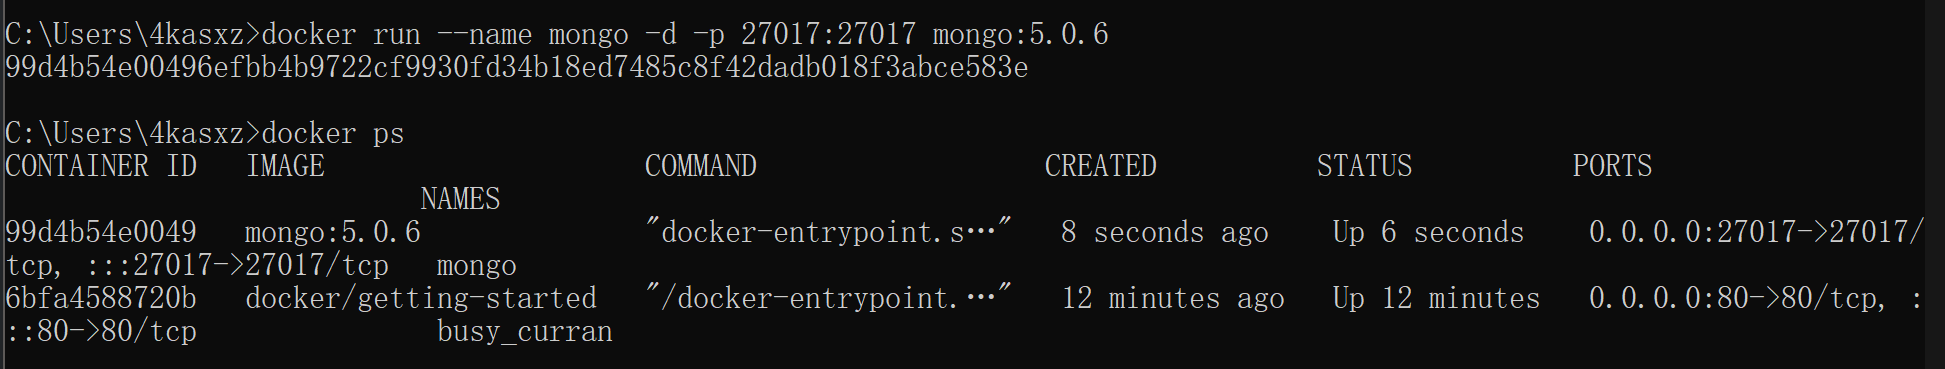 C:\Users\4kasxz>docker run --name mongo -d -p 27017:27017 mongo:5.0.6
99d4b54e00496efbb4b9722cf9930fd34b18ed7485c8f42dadb018f3abce583e
C:\Users\4kasxz>docker ps
CONTAINER ID   IMAGE                    COMMAND                  CREATED          STATUS          PORTS
                          NAMES
99d4b54e0049   mongo:5.0.6              "docker-entrypoint.s…"   8 seconds ago    Up 6 seconds    0.0.0.0:27017->27017/
tcp, :::27017->27017/tcp   mongo
6bfa4588720b   docker/getting-started   "/docker-entrypoint.…"   12 minutes ago   Up 12 minutes   0.0.0.0:80->80/tcp, :
::80->80/tcp               busy_curran